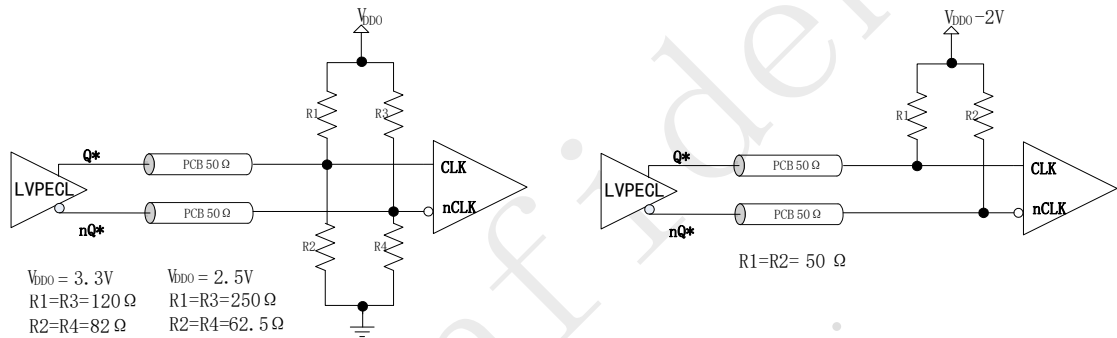 VDDO
R1
R3
Q*
PCB 50 Ω
CLK
LVPECL
PCB 50 Ω
nCLK
nQ*
R2
R4
VDDO = 3.3V
R1=R3=120 Ω
R2=R4=82 Ω
VDDO = 2.5V
R1=R3=250 Ω
R2=R4=62.5 Ω
VDDO-2V
R1
R2
Q*
PCB 50 Ω
CLK
LVPECL
PCB 50 Ω
nCLK
nQ*
R1=R2= 50 Ω